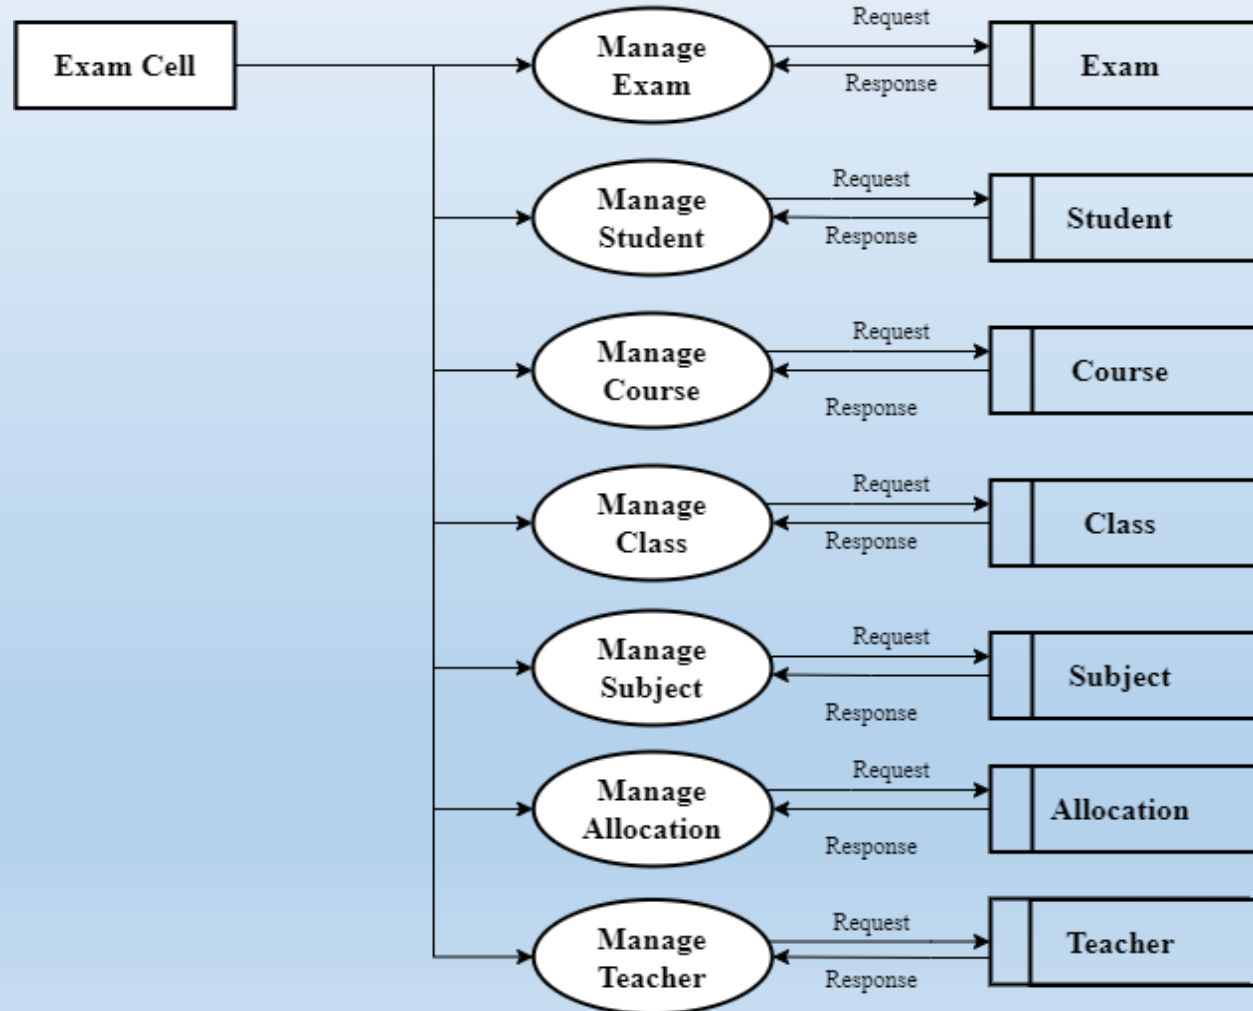 Exam Cell
Manage
Exam
Request
Response
Exam
Manage
Student
Request
Response
Student
Manage
Course
Request
Response
Course
Manage
Class
Request
Response
Class
Manage
Subject
Request
Response
Subject
Manage
Allocation
Request
Response
Allocation
Manage
Teacher
Request
Response
Teacher